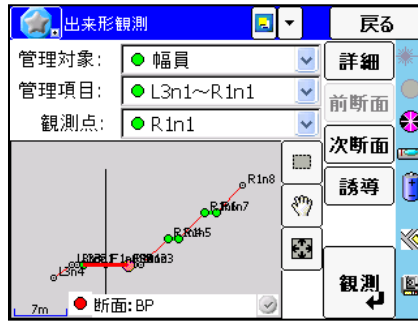 出来形観測
戻る
管理対象:
幅員
詳細
管理項目:
L3n1～R1n1
前断面
観測点:
R1n1
次断面
誘導
R1n8
L3n4
7m
断面:BP
観測